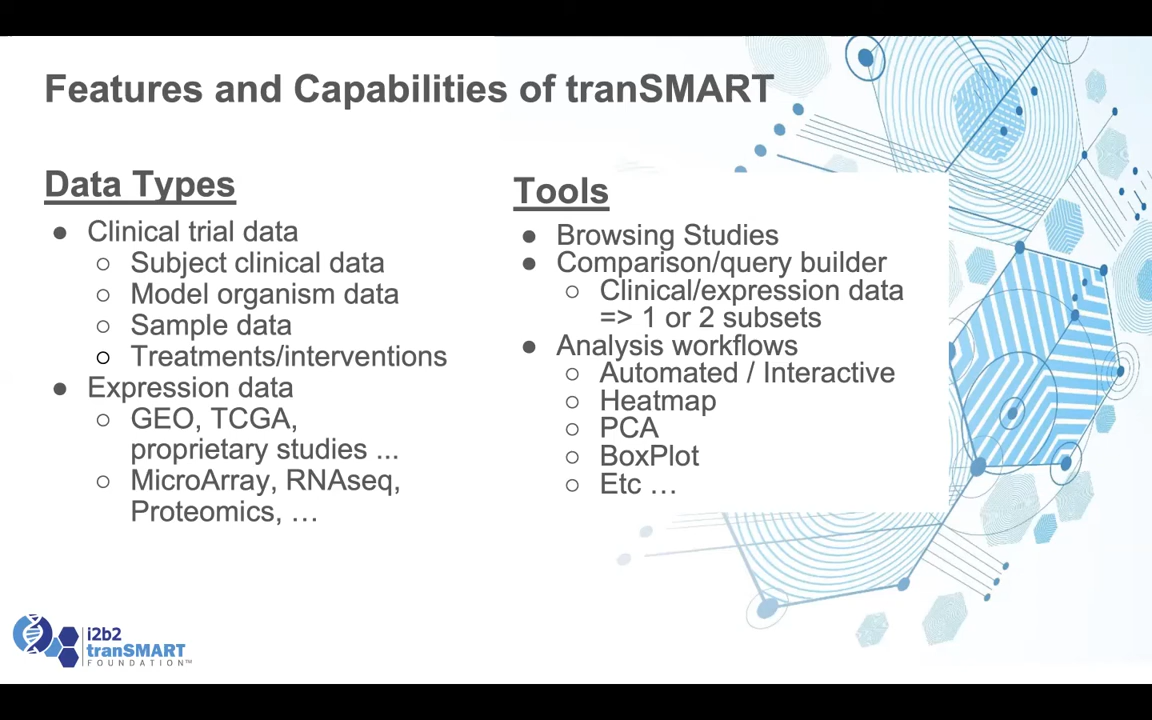 Features and Capabilities of tranSMART
Data Types
● Clinical trial data
○ Subject clinical data
○ Model organism data
○ Sample data
○ Treatments/interventions
● Expression data
○ GEO, TCGA,
proprietary studies ...
○ MicroArray, RNAseq,
Proteomics, …
Tools
● Browsing Studies
● Comparison/query builder
○ Clinical/expression data
=> 1 or 2 subsets
● Analysis workflows
○ Automated / Interactive
○ Heatmap
○ PCA
○ BoxPlot
○ Etc …
i2b2
tranSMART
FOUNDATION™